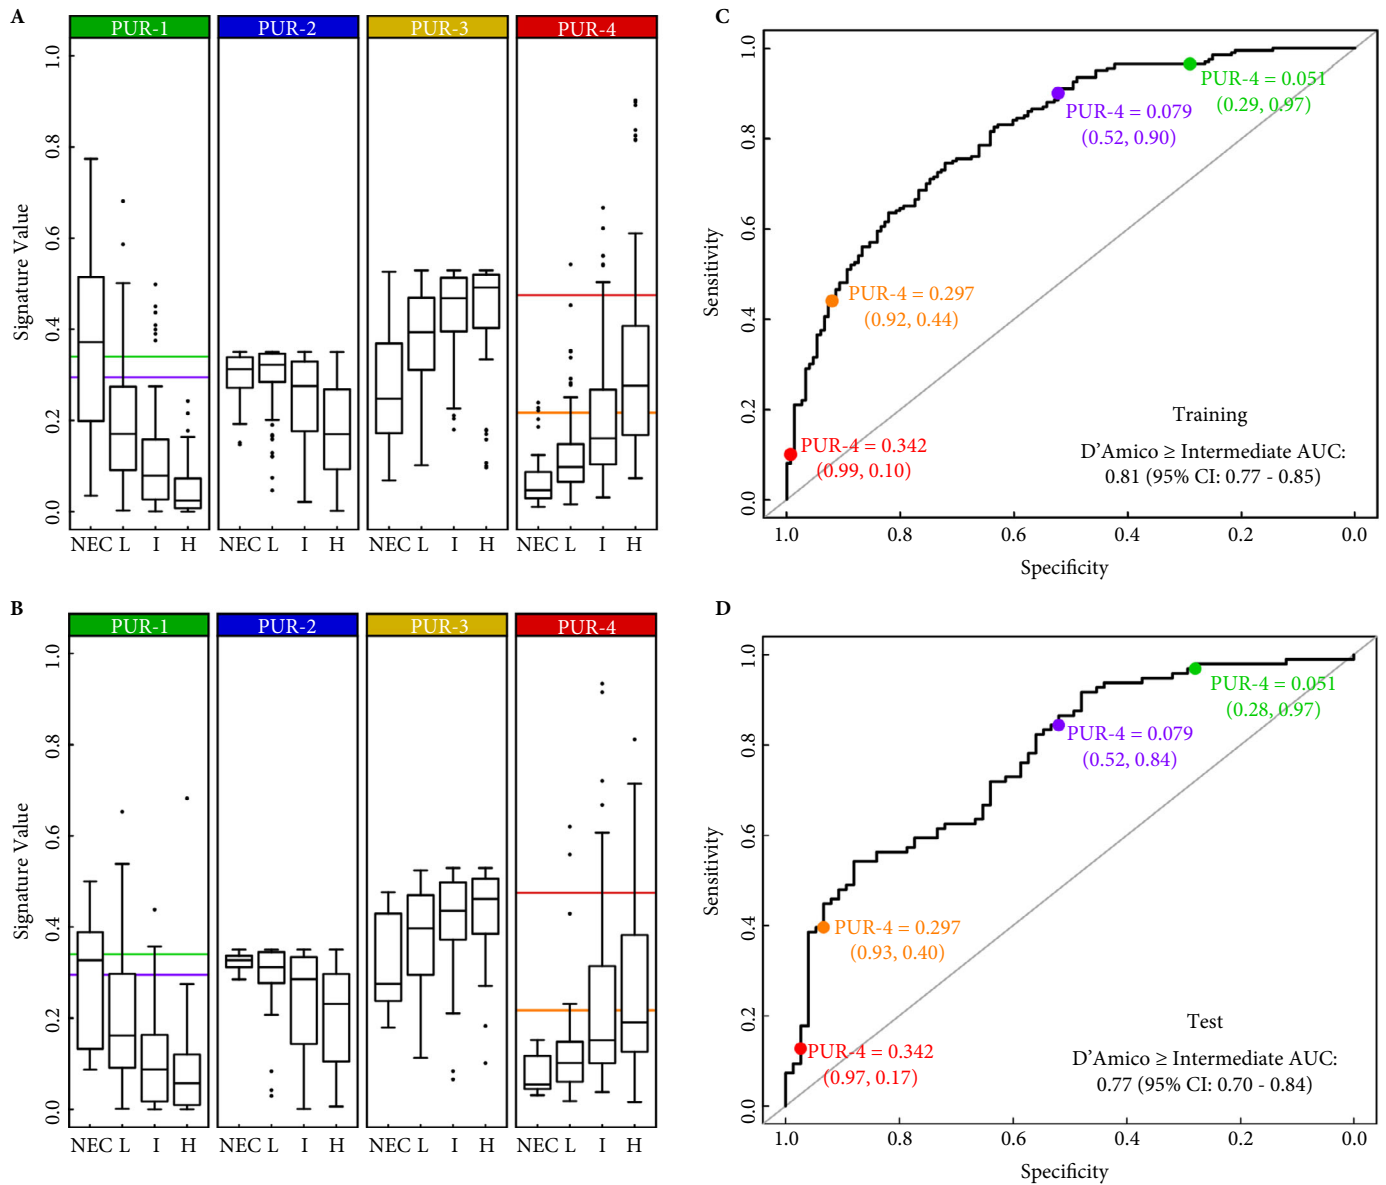 A
PUR-1 PUR-2 PUR-3 PUR-4
Signature Value
1.0
0.8
0.6
0.4
0.2
0.0
NEC L I H NEC L I H NEC L I H NEC L I H
C
Sensitivity
1.0
0.8
0.6
0.4
0.2
0.0
PUR-4 = 0.051
(0.29, 0.97)
PUR-4 = 0.079
(0.52, 0.90)
PUR-4 = 0.297
(0.92, 0.44)
PUR-4 = 0.342
(0.99, 0.10)
Training
D'Amico ≥ Intermediate AUC:
0.81 (95% CI: 0.77 - 0.85)
1.0 0.8 0.6 0.4 0.2 0.0
Specificity
B
PUR-1 PUR-2 PUR-3 PUR-4
Signature Value
1.0
0.8
0.6
0.4
0.2
0.0
NEC L I H NEC L I H NEC L I H NEC L I H
D
Sensitivity
1.0
0.8
0.6
0.4
0.2
0.0
PUR-4 = 0.051
(0.28, 0.97)
PUR-4 = 0.079
(0.52, 0.84)
PUR-4 = 0.297
(0.93, 0.40)
PUR-4 = 0.342
(0.97, 0.17)
Test
D'Amico ≥ Intermediate AUC:
0.77 (95% CI: 0.70 - 0.84)
1.0 0.8 0.6 0.4 0.2 0.0
Specificity